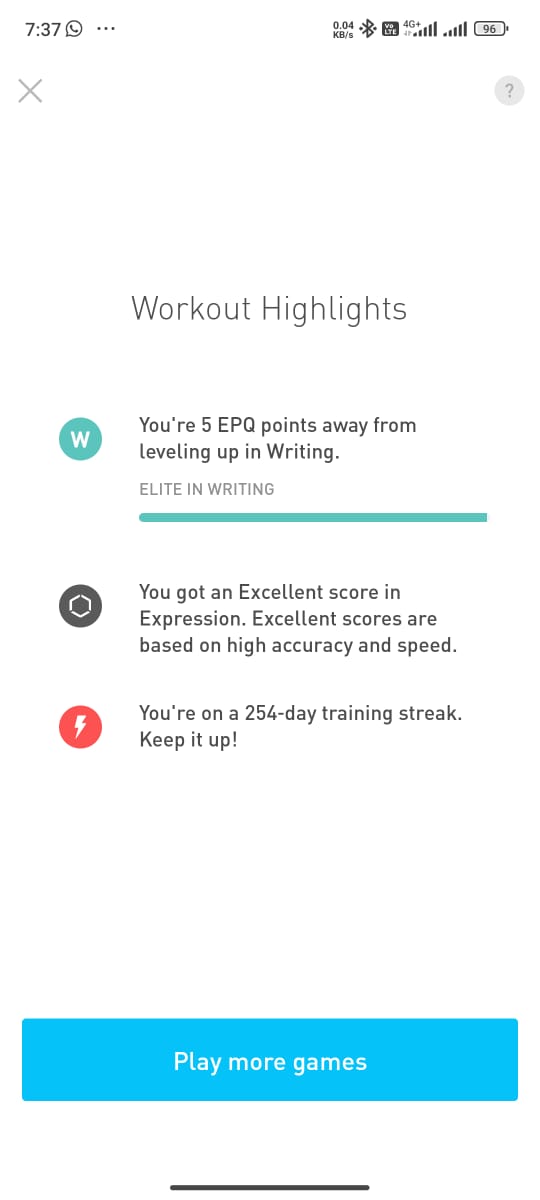 7:37 ... 0.04 KB/s Vo LTE 4G+ 96
?
Workout Highlights
W
You're 5 EPQ points away from
leveling up in Writing.
ELITE IN WRITING
You got an Excellent score in
Expression. Excellent scores are
based on high accuracy and speed.
You're on a 254-day training streak.
Keep it up!
Play more games